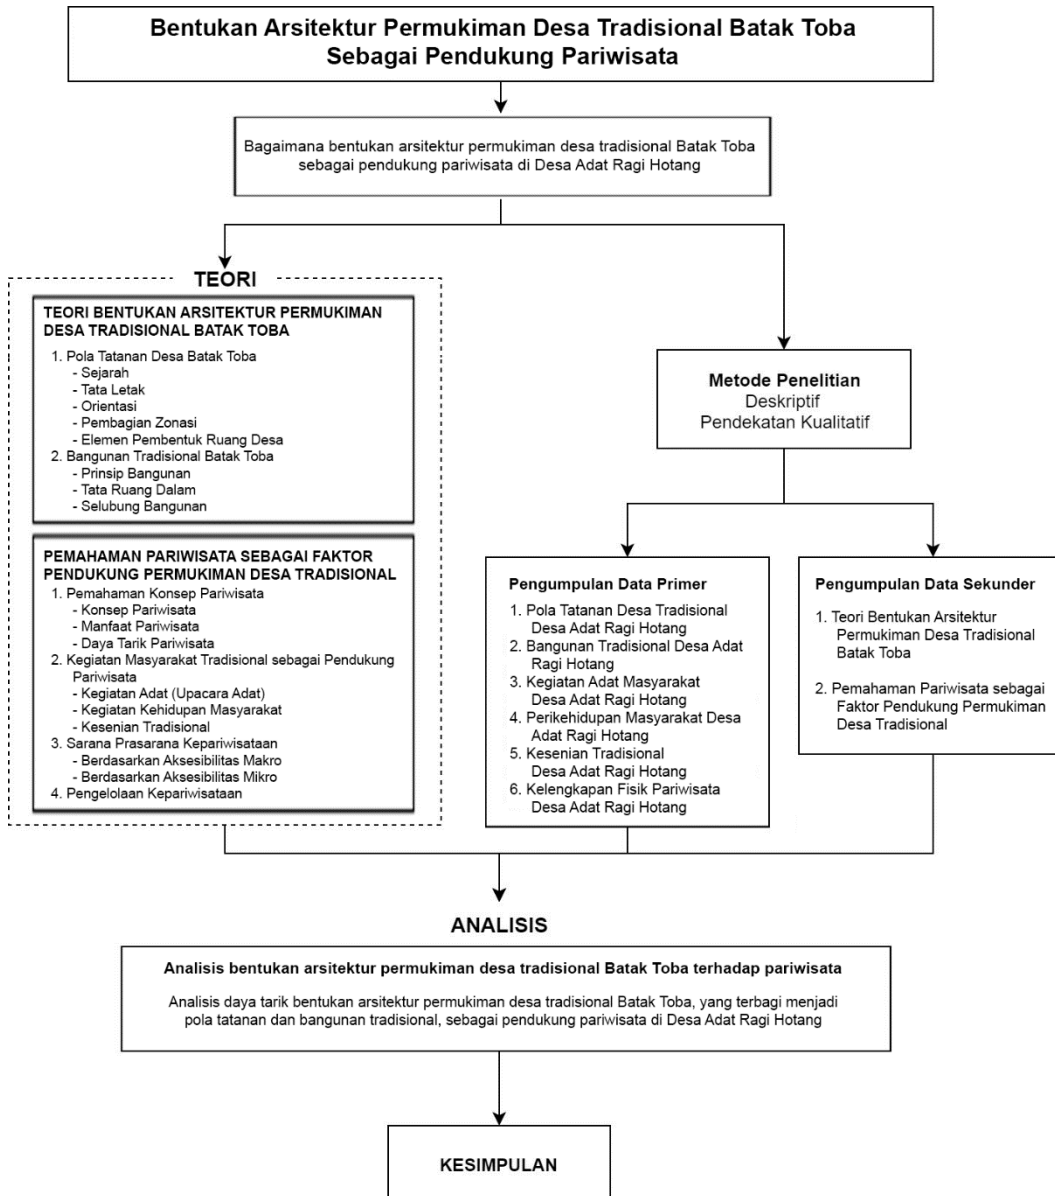 Bentukan Arsitektur Permukiman Desa Tradisional Batak Toba
Sebagai Pendukung Pariwisata
Bagaimana bentukan arsitektur permukiman desa tradisional Batak Toba
sebagai pendukung pariwisata di Desa Adat Ragi Hotang
TEORI
TEORI BENTUKAN ARSITEKTUR PERMUKIMAN
DESA TRADISIONAL BATAK TOBA
1. Pola Tatanan Desa Batak Toba
- Sejarah
- Tata Letak
- Orientasi
- Pembagian Zonasi
- Elemen Pembentuk Ruang Desa
2. Bangunan Tradisional Batak Toba
- Prinsip Bangunan
- Tata Ruang Dalam
- Selubung Bangunan
PEMAHAMAN PARIWISATA SEBAGAI FAKTOR
PENDUKUNG PERMUKIMAN DESA TRADISIONAL
1. Pemahaman Konsep Pariwisata
- Konsep Pariwisata
- Manfaat Pariwisata
- Daya Tarik Pariwisata
2. Kegiatan Masyarakat Tradisional sebagai Pendukung
Pariwisata
- Kegiatan Adat (Upacara Adat)
- Kegiatan Kehidupan Masyarakat
- Kesenian Tradisional
3. Sarana Prasarana Kepariwisataan
- Berdasarkan Aksesibilitas Makro
- Berdasarkan Aksesibilitas Mikro
4. Pengelolaan Kepariwisataan
Metode Penelitian
Deskriptif
Pendekatan Kualitatif
Pengumpulan Data Primer
1. Pola Tatanan Desa Tradisional
Desa Adat Ragi Hotang
2. Bangunan Tradisional Desa Adat
Ragi Hotang
3. Kegiatan Adat Masyarakat
Desa Adat Ragi Hotang
4. Perikehidupan Masyarakat Desa
Adat Ragi Hotang
5. Kesenian Tradisional
Desa Adat Ragi Hotang
6. Kelengkapan Fisik Pariwisata
Desa Adat Ragi Hotang
Pengumpulan Data Sekunder
1. Teori Bentukan Arsitektur
Permukiman Desa Tradisional
Batak Toba
2. Pemahaman Pariwisata sebagai
Faktor Pendukung Permukiman
Desa Tradisional
ANALISIS
Analisis bentukan arsitektur permukiman desa tradisional Batak Toba terhadap pariwisata
Analisis daya tarik bentukan arsitektur permukiman desa tradisional Batak Toba, yang terbagi menjadi
pola tatanan dan bangunan tradisional, sebagai pendukung pariwisata di Desa Adat Ragi Hotang
KESIMPULAN